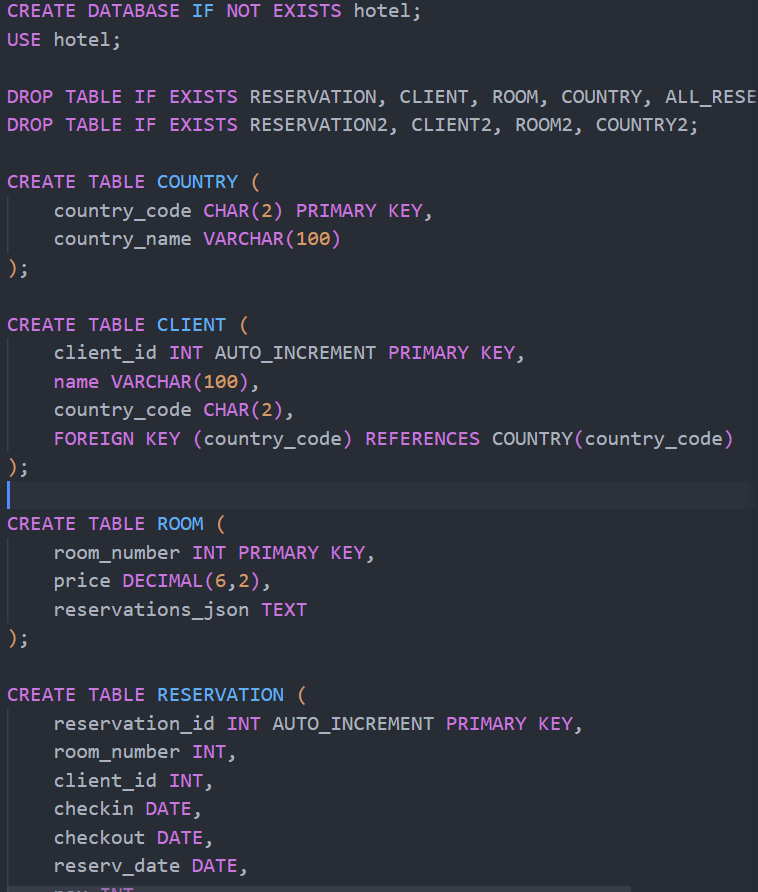 CREATE DATABASE IF NOT EXISTS hotel;
USE hotel;
DROP TABLE IF EXISTS RESERVATION, CLIENT, ROOM, COUNTRY, ALL_RESE
DROP TABLE IF EXISTS RESERVATION2, CLIENT2, ROOM2, COUNTRY2;
CREATE TABLE COUNTRY (
    country_code CHAR(2) PRIMARY KEY,
    country_name VARCHAR(100)
);
CREATE TABLE CLIENT (
    client_id INT AUTO_INCREMENT PRIMARY KEY,
    name VARCHAR(100),
    country_code CHAR(2),
    FOREIGN KEY (country_code) REFERENCES COUNTRY(country_code)
);
CREATE TABLE ROOM (
    room_number INT PRIMARY KEY,
    price DECIMAL(6,2),
    reservations_json TEXT
);
CREATE TABLE RESERVATION (
    reservation_id INT AUTO_INCREMENT PRIMARY KEY,
    room_number INT,
    client_id INT,
    checkin DATE,
    checkout DATE,
    reserv_date DATE,
    INT